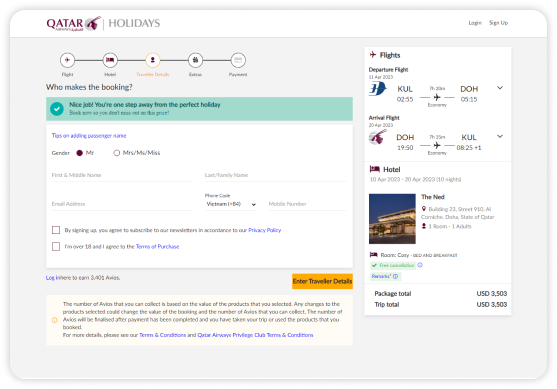 QATAR
AIRWAYS القطرية
HOLIDAYS
Login Sign Up
Flight Hotel Traveller Details Extras Payment
Who makes the booking?
Nice job! You're one step away from the perfect holiday
Book now so you don't miss out on this price!
Tips on adding passenger name
Gender Mr Mrs/Ms/Miss
First & Middle Name Last/Family Name
Phone Code
Email Address Vietnam (+84) Mobile Number
By signing up, you agree to subscribe to our newsletters in accordance to our Privacy Policy
I'm over 18 and I agree to the Terms of Purchase
Log in here to earn 3,401 Avios.
Enter Traveller Details
The number of Avios that you can collect is based on the value of the products that you selected. Any changes to the
products selected could change the value of the booking and the number of Avios that you can collect. The number of
Avios will be finalised after payment has been completed and you have taken your trip or used the products that you
booked.
For more details, please see our Terms & Conditions and Qatar Airways Privilege Club Terms & Conditions
Flights
Departure Flight
11 Apr 2023
KUL 7h 20m DOH
02:55 Economy 05:15
Arrival Flight
20 Apr 2023
DOH 7h 35m KUL
19:50 Economy 08:25 +1
Hotel
10 Apr 2023 - 20 Apr 2023 (10 nights)
The Ned
Building 23, Street 910, Al
Corniche, Doha, State of Qatar
1 Room - 1 Adults
Room: Cosy - BED AND BREAKFAST
Free cancellation
Remarks*
Package total USD 3,503
Trip total USD 3,503